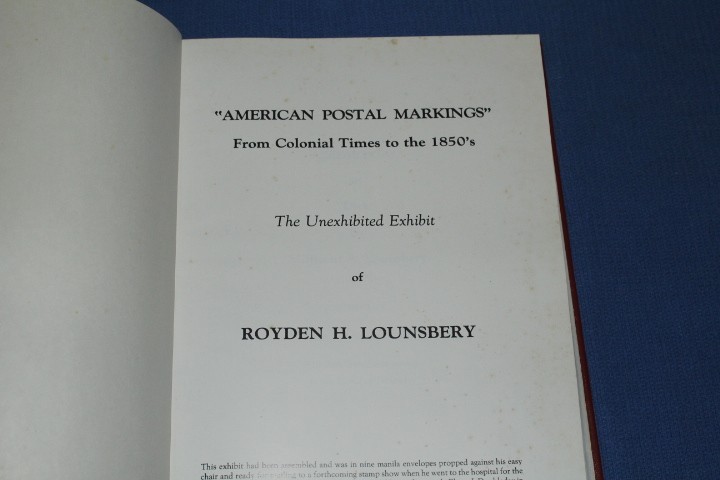 "AMERICAN POSTAL MARKINGS"
From Colonial Times to the 1850's
The Unexhibited Exhibit
of
ROYDEN H. LOUNSBERY
This exhibit had been assembled and was in nine manila envelopes propped against his easy
chair and ready for mailing to a forthcoming stamp show when he went to the hospital for the